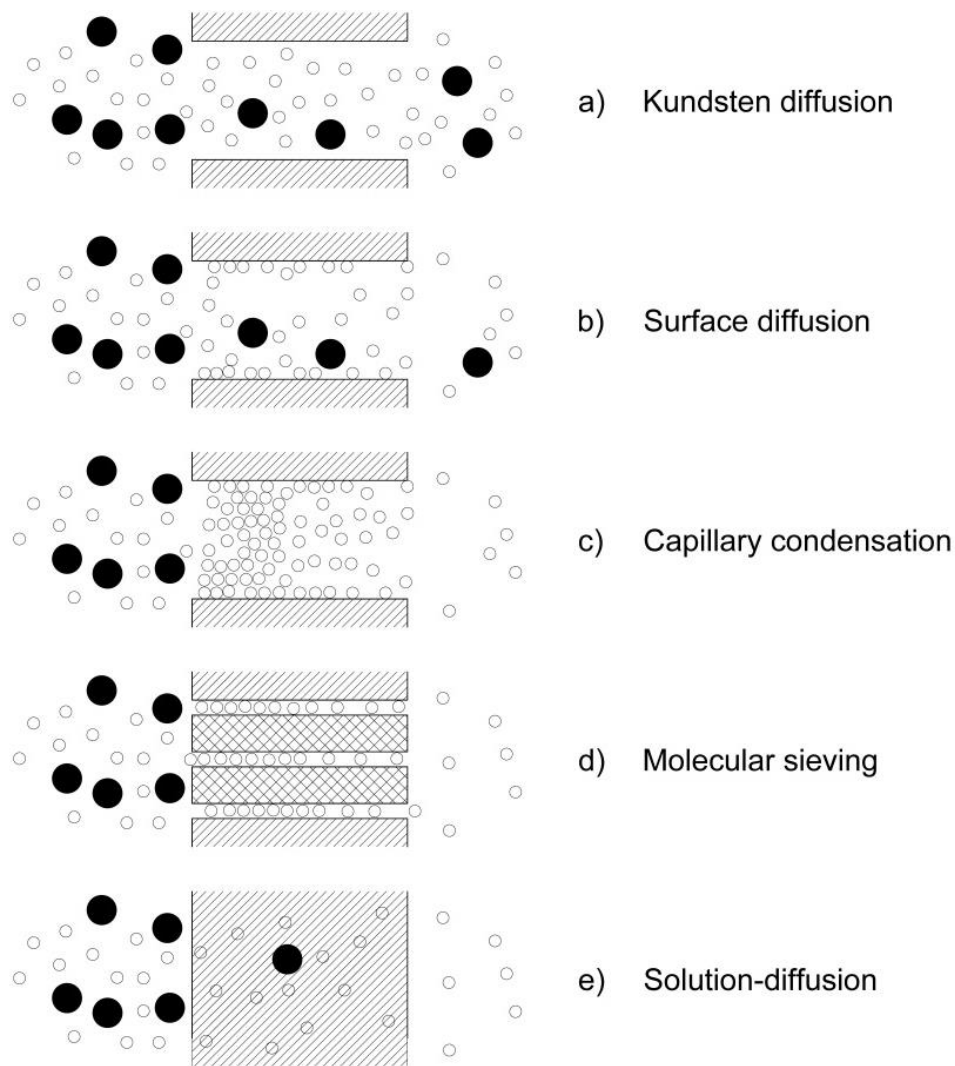 a) Kundsten diffusion
b) Surface diffusion
c) Capillary condensation
d) Molecular sieving
e) Solution-diffusion